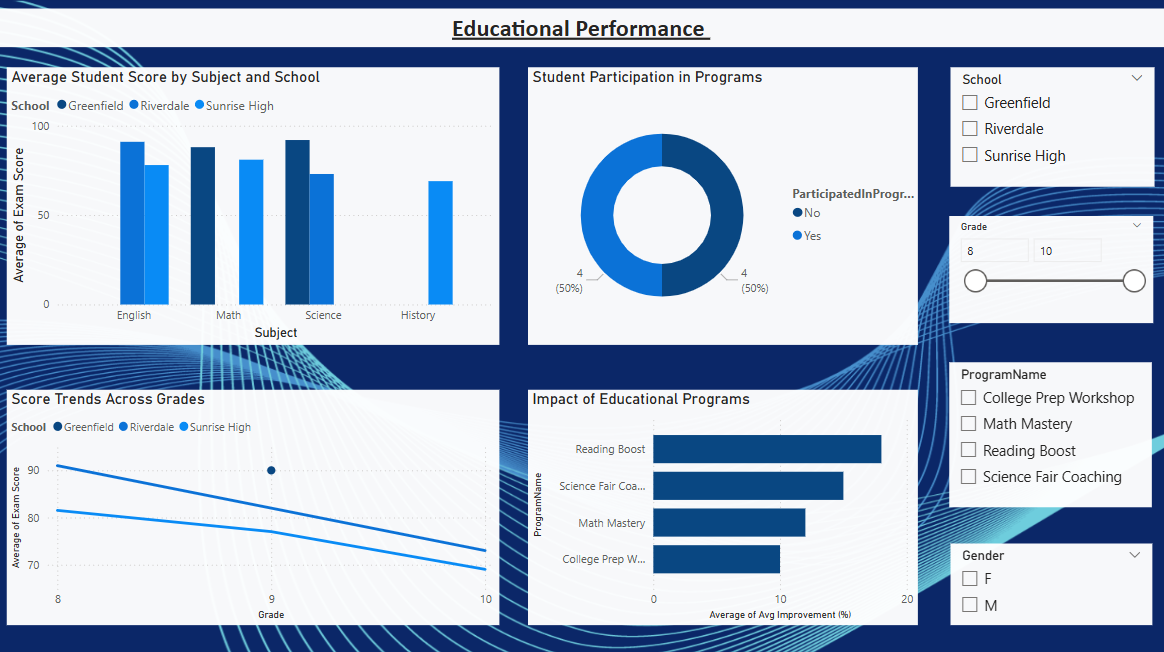 Educational Performance
Average Student Score by Subject and School
School Greenfield Riverdale Sunrise High
100
50
0
Average of Exam Score
English Math Science History
Subject
Student Participation in Programs
4
(50%)
4
(50%)
ParticipatedInProgr...
No
Yes
School
Greenfield
Riverdale
Sunrise High
Grade
8 10
Score Trends Across Grades
School Greenfield Riverdale Sunrise High
90
80
70
Average of Exam Score
8 9 10
Grade
Impact of Educational Programs
ProgramName
Reading Boost
Science Fair Coa...
Math Mastery
College Prep W...
0 10 20
Average of Avg Improvement (%)
ProgramName
College Prep Workshop
Math Mastery
Reading Boost
Science Fair Coaching
Gender
F
M